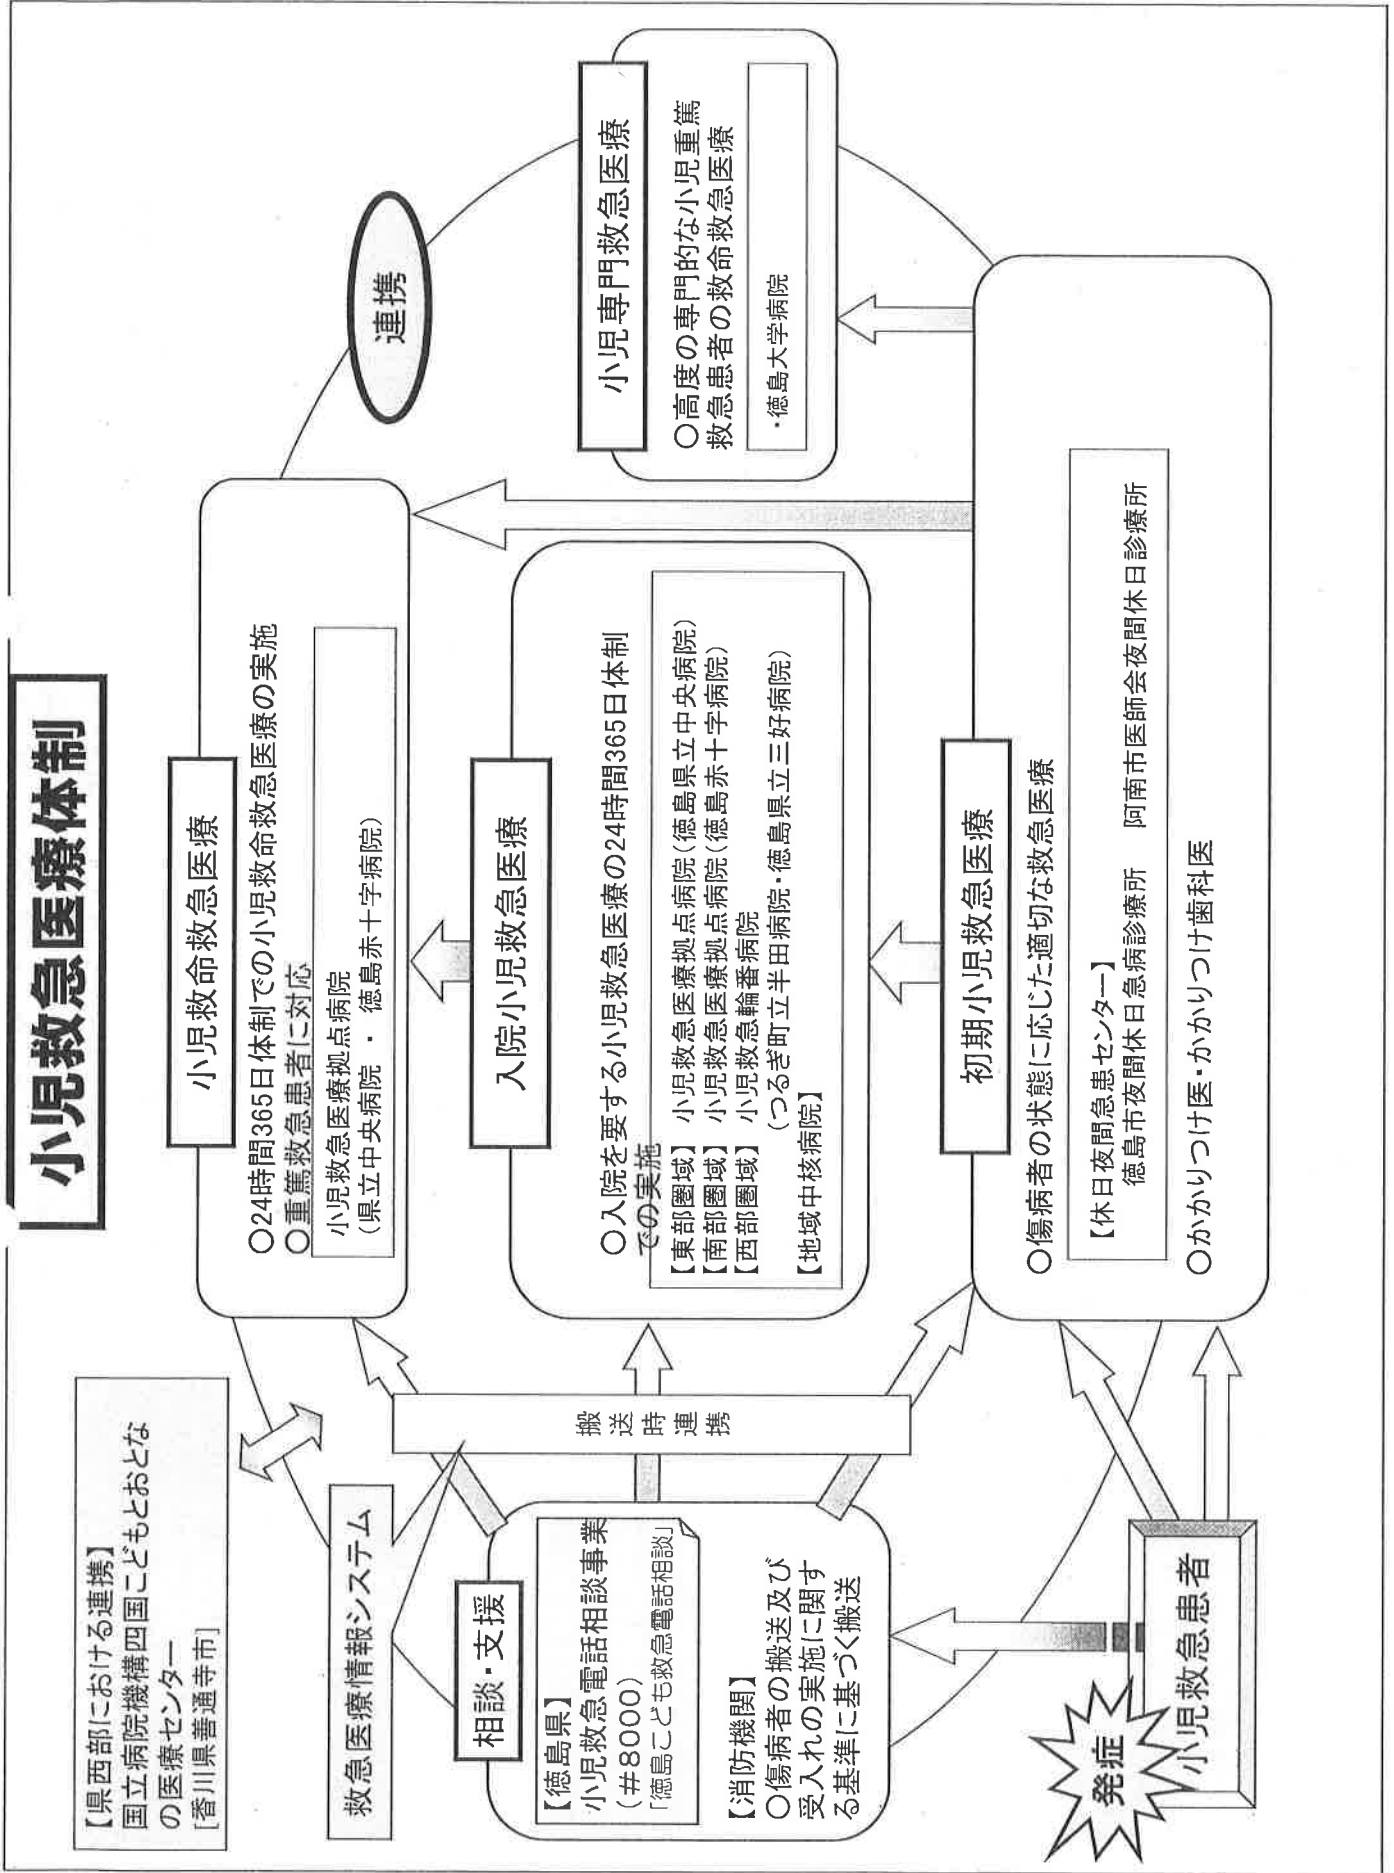 小児救急医療体制
【県西部における連携】
国立病院機構四国こどもとおとな
の医療センター
[香川県善通寺市]
救急医療情報システム
相談・支援
【徳島県】
小児救急電話相談事業
(#8000)
「徳島こども救急電話相談」
【消防機関】
○傷病者の搬送及び
受入れの実施に関す
る基準に基づく搬送
発症
小児救急患者
搬送時連携
小児救命救急医療
○24時間365日体制での小児救命救急医療の実施
○重篤救急患者に対応
小児救急医療拠点病院
(県立中央病院 ・ 徳島赤十字病院)
入院小児救急医療
○入院を要する小児救急医療の24時間365日体制
での実施
【東部圏域】 小児救急医療拠点病院(徳島県立中央病院)
【南部圏域】 小児救急医療拠点病院(徳島赤十字病院)
【西部圏域】 小児救急輪番病院
(つるぎ町立半田病院・徳島県立三好病院)
【地域中核病院】
初期小児救急医療
○傷病者の状態に応じた適切な救急医療
【休日夜間急患センター】
徳島市夜間休日急病診療所 阿南市医師会夜間休日診療所
○かかりつけ医・かかりつけ歯科医
連携
小児専門救急医療
○高度の専門的な小児重篤
救急患者の救命救急医療
・徳島大学病院